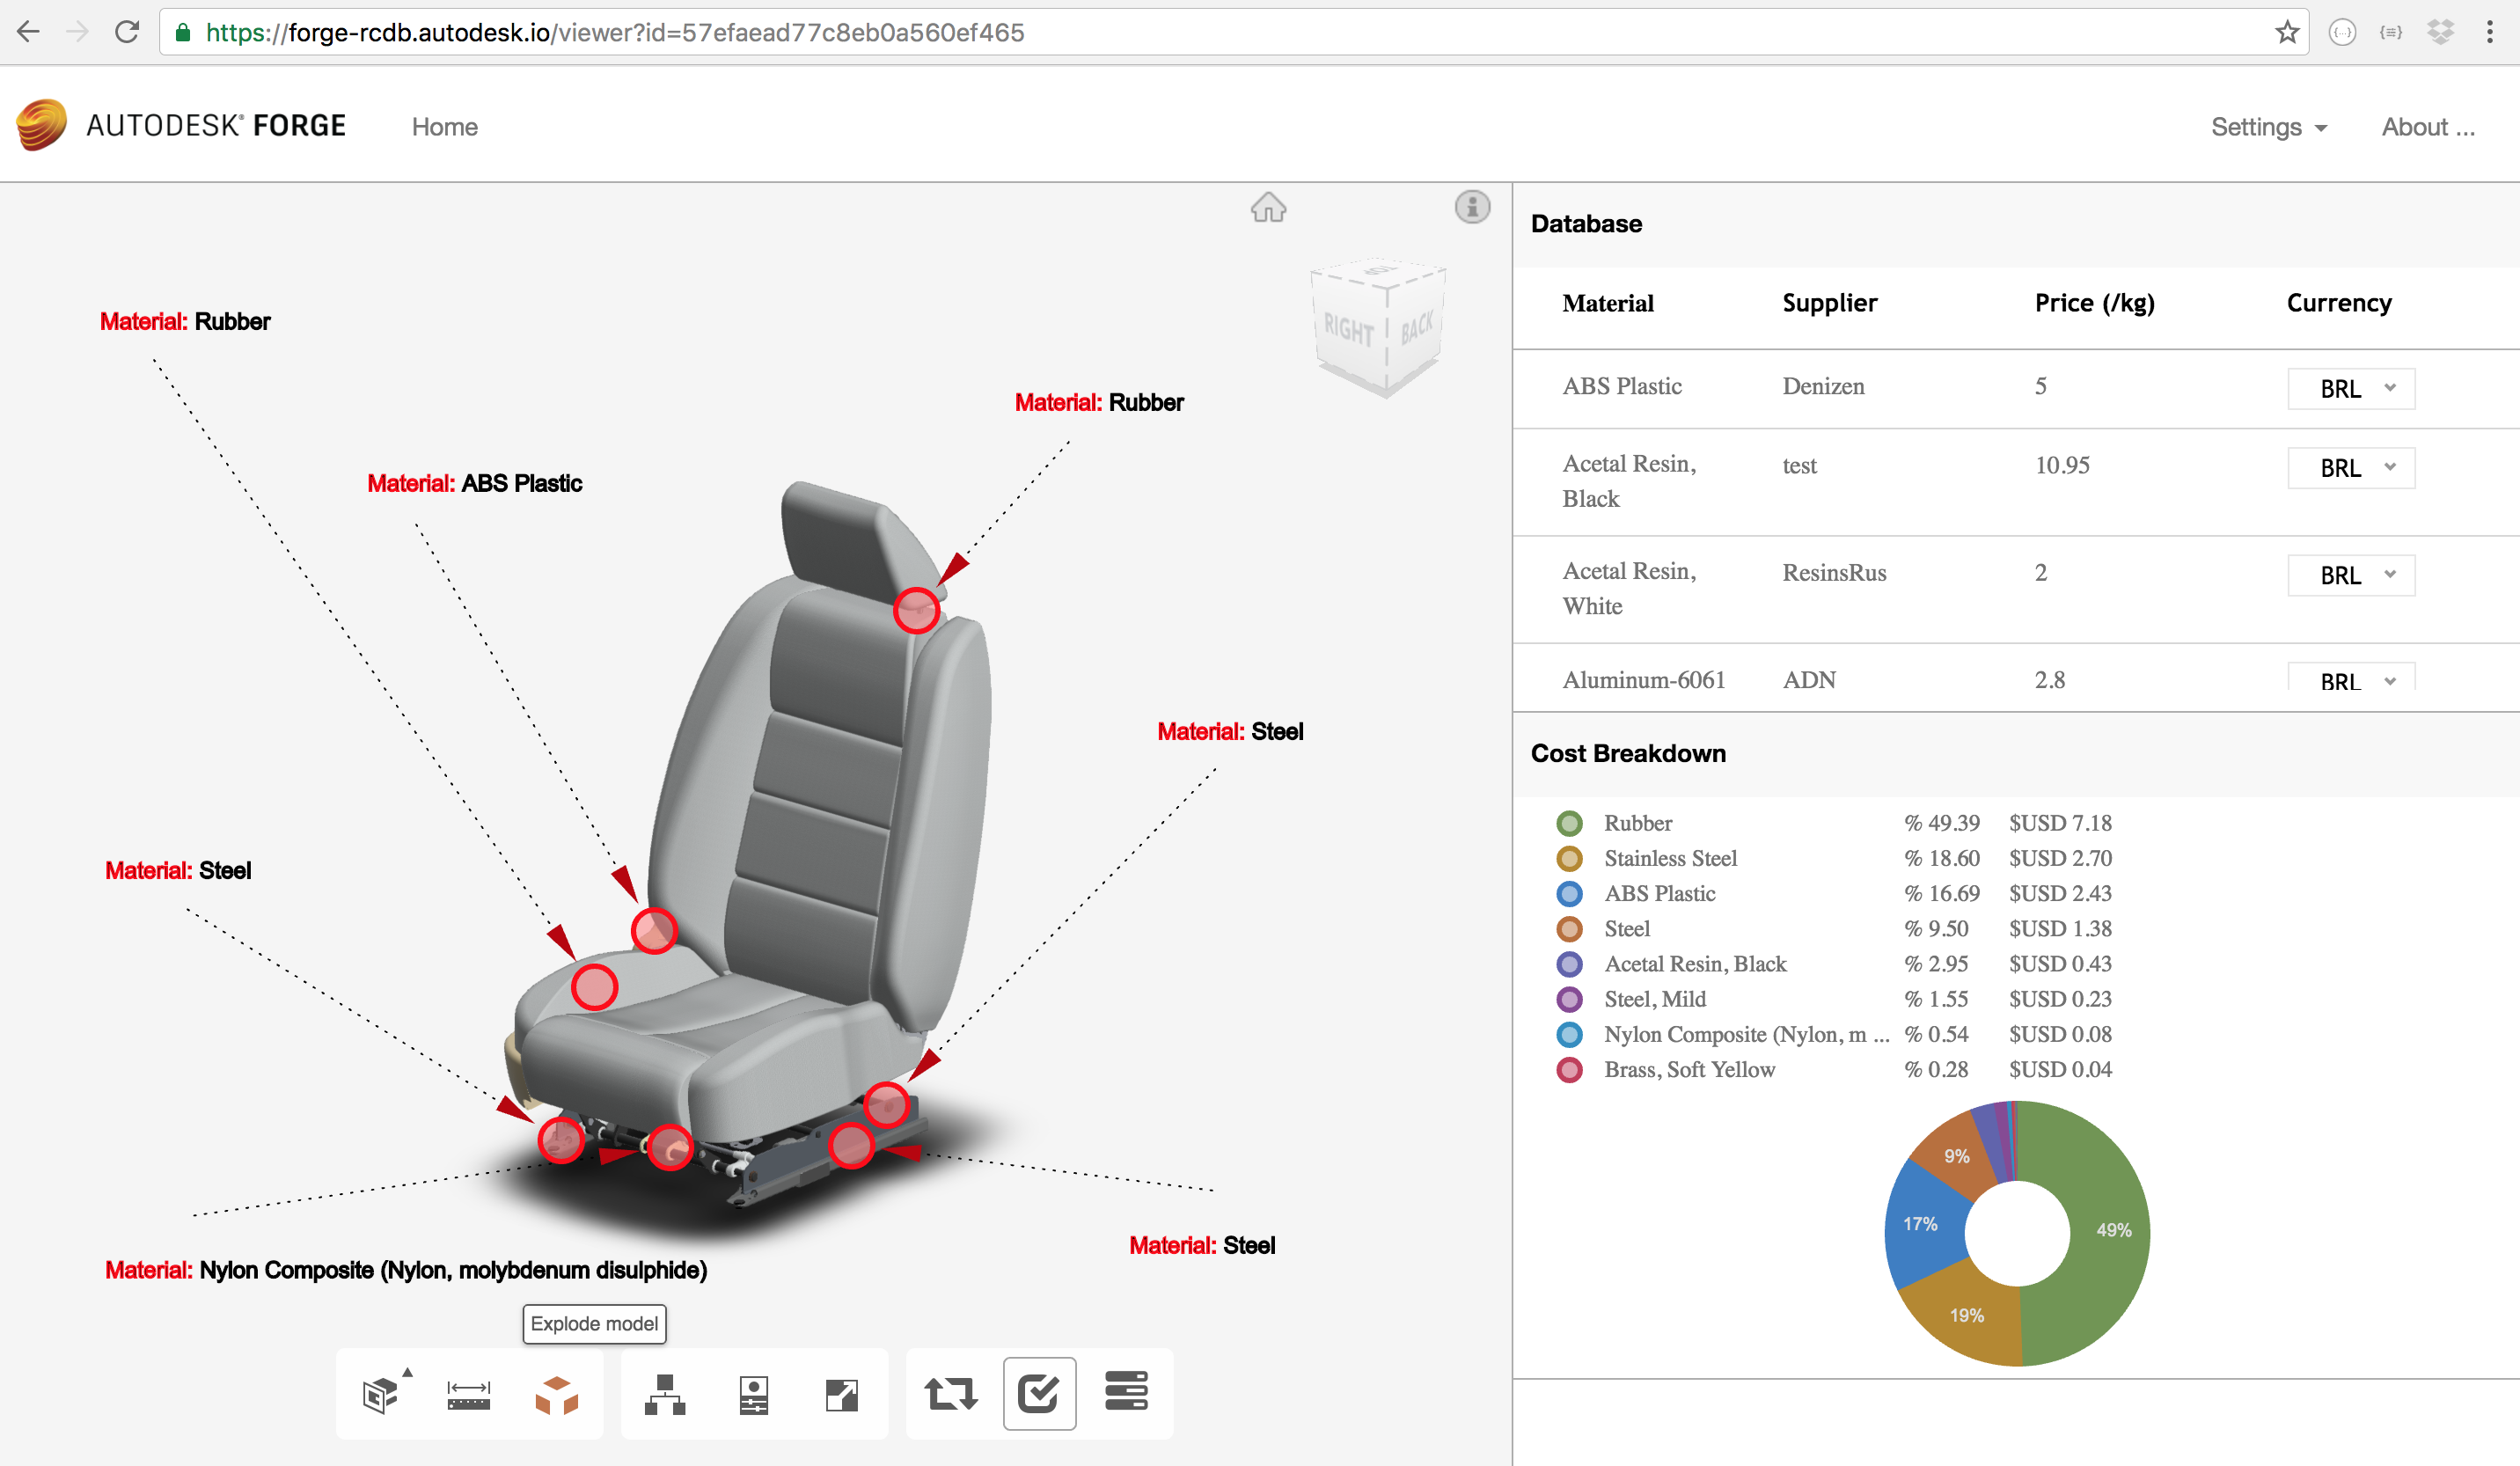 https://forge-rcdb.autodesk.io/viewer?id=57efaead77c8eb0a560ef465
AUTODESK® FORGE Home Settings About ...
TOP
RIGHT BACK
Material: Rubber
Material: Rubber
Material: ABS Plastic
Material: Steel
Material: Steel
Material: Steel
Material: Nylon Composite (Nylon, molybdenum disulphide)
Explode model
Database
Material Supplier Price (/kg) Currency
ABS Plastic Denizen 5 BRL
Acetal Resin, Black test 10.95 BRL
Acetal Resin, White ResinsRus 2 BRL
Aluminum-6061 ADN 2.8 BRL
Cost Breakdown
Rubber % 49.39 $USD 7.18
Stainless Steel % 18.60 $USD 2.70
ABS Plastic % 16.69 $USD 2.43
Steel % 9.50 $USD 1.38
Acetal Resin, Black % 2.95 $USD 0.43
Steel, Mild % 1.55 $USD 0.23
Nylon Composite (Nylon, m ... % 0.54 $USD 0.08
Brass, Soft Yellow % 0.28 $USD 0.04
9%
17%
49%
19%